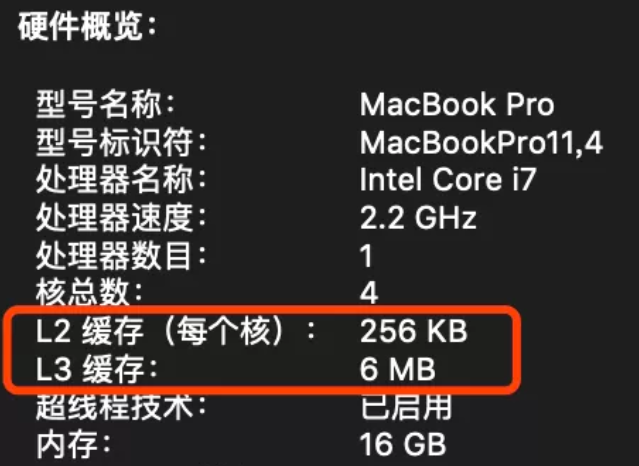 硬件概览：
型号名称： MacBook Pro
型号标识符： MacBookPro11,4
处理器名称： Intel Core i7
处理器速度： 2.2 GHz
处理器数目： 1
核总数： 4
L2 缓存（每个核）： 256 KB
L3 缓存： 6 MB
超线程技术： 已启用
内存： 16 GB